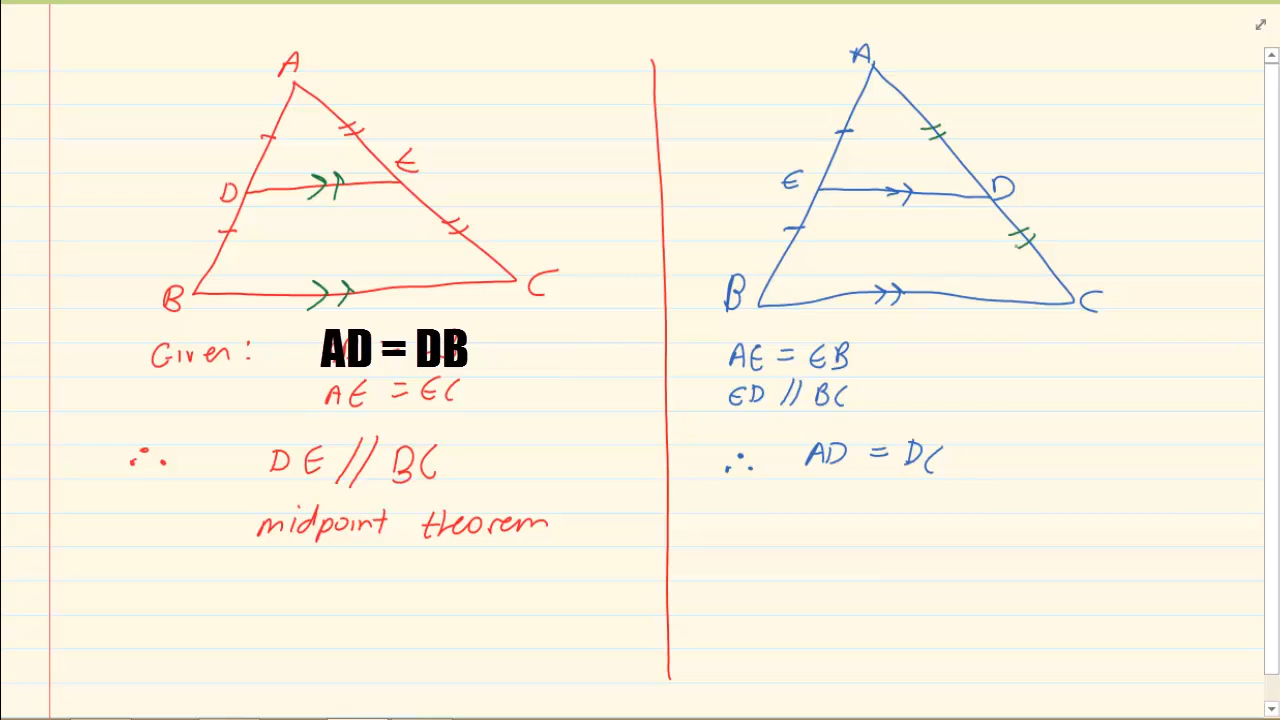 A
E
D
B
C
Given: AD = DB
AE = EC
∴ DE // BC
midpoint theorem
A
E
D
B
C
AE = EB
ED // BC
∴ AD = DC